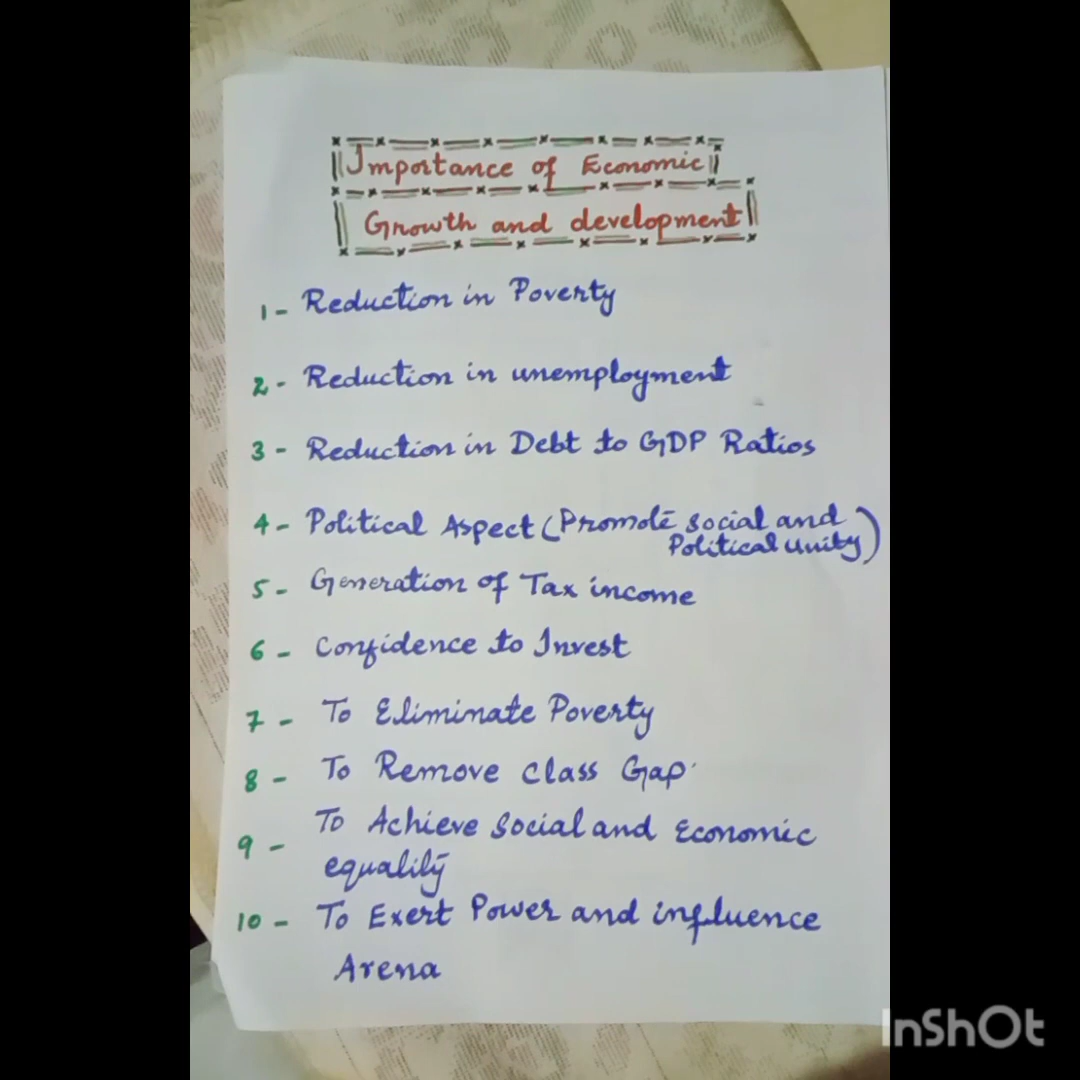 Importance of Economic
Growth and development
1- Reduction in Poverty
2- Reduction in unemployment
3- Reduction in Debt to GDP Ratios
4- Political Aspect (Promote social and
Political unity)
5- Generation of Tax income
6- Confidence to Invest
7- To Eliminate Poverty
8- To Remove class Gap
9- To Achieve social and Economic
equality
10- To Exert Power and influence
Arena
InShOt